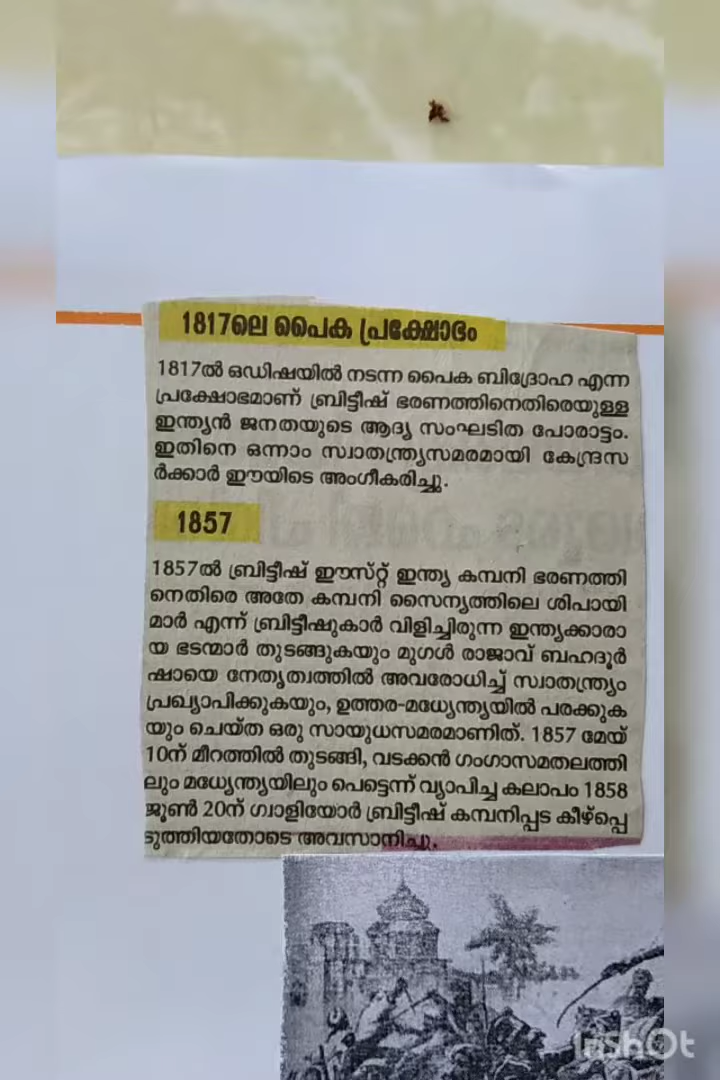 1817ലെ പൈക പ്രക്ഷോഭം
1817ൽ ഒഡിഷയിൽ നടന്ന പൈക ബിദ്രോഹ എന്ന
പ്രക്ഷോഭമാണ് ബ്രിട്ടീഷ് ഭരണത്തിനെതിരെയുള്ള
ഇന്ത്യൻ ജനതയുടെ ആദ്യ സംഘടിത പോരാട്ടം.
ഇതിനെ ഒന്നാം സ്വാതന്ത്ര്യസമരമായി കേന്ദ്രസ
ർക്കാർ ഈയിടെ അംഗീകരിച്ചു.
1857
1857ൽ ബ്രിട്ടീഷ് ഈസ്റ്റ് ഇന്ത്യ കമ്പനി ഭരണത്തി
നെതിരെ അതേ കമ്പനി സൈന്യത്തിലെ ശിപായി
മാർ എന്ന് ബ്രിട്ടീഷുകാർ വിളിച്ചിരുന്ന ഇന്ത്യക്കാരാ
യ ഭടന്മാർ തുടങ്ങുകയും മുഗൾ രാജാവ് ബഹദൂർ
ഷായെ നേതൃത്വത്തിൽ അവരോധിച്ച് സ്വാതന്ത്ര്യം
പ്രഖ്യാപിക്കുകയും, ഉത്തര-മധ്യേന്ത്യയിൽ പരക്കുക
യും ചെയ്ത ഒരു സായുധസമരമാണിത്. 1857 മേയ്
10ന് മീററത്തിൽ തുടങ്ങി, വടക്കൻ ഗംഗാസമതലത്തി
ലും മധ്യേന്ത്യയിലും പെട്ടെന്ന് വ്യാപിച്ച കലാപം 1858
ജൂൺ 20ന് ഗ്വാളിയോർ ബ്രിട്ടീഷ് കമ്പനിപ്പട കീഴ്പ്പെ
ടുത്തിയതോടെ അവസാനിച്ചു.
InShOt